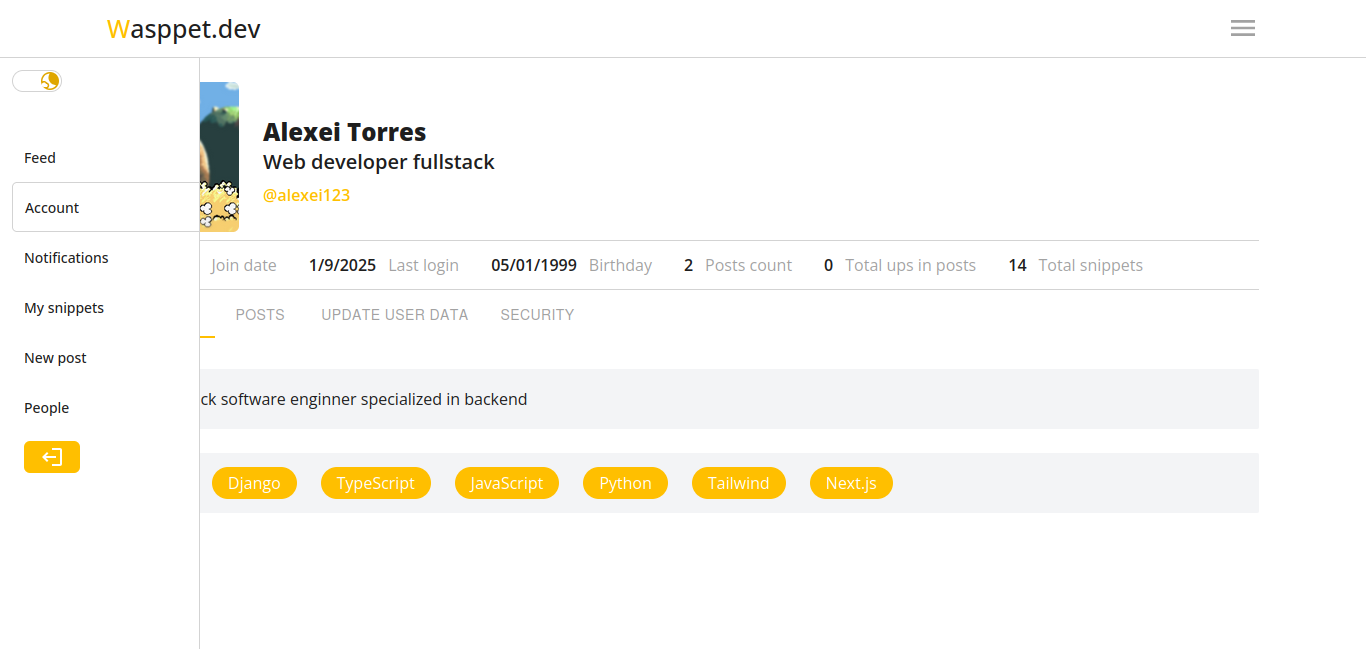 Wasppet.dev
Feed
Account
Notifications
My snippets
New post
People
Alexei Torres
Web developer fullstack
@alexei123
Join date 1/9/2025 Last login 05/01/1999 Birthday 2 Posts count 0 Total ups in posts 14 Total snippets
POSTS UPDATE USER DATA SECURITY
ck software enginner specialized in backend
Django TypeScript JavaScript Python Tailwind Next.js